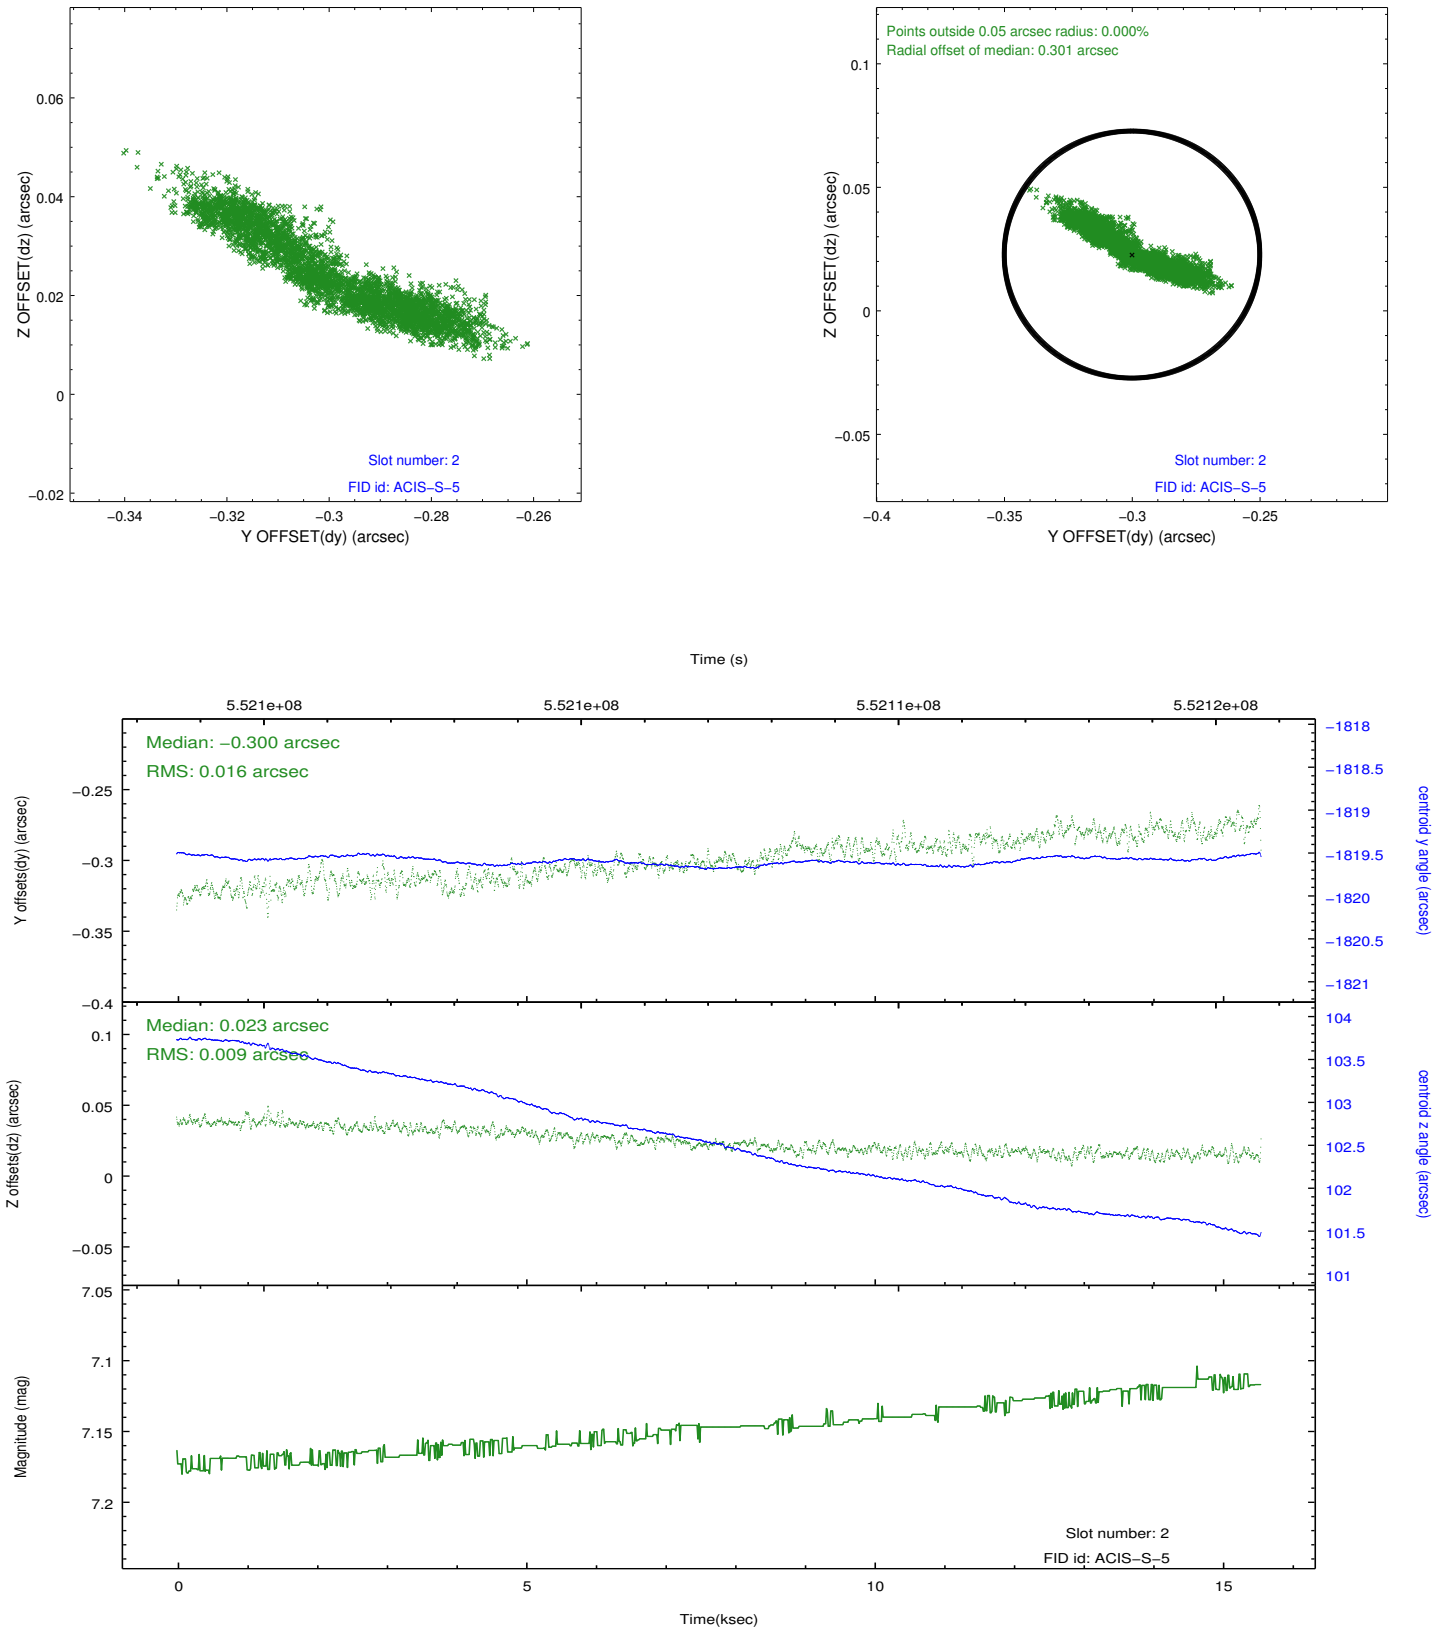 0.06
0.04
0.02
0
−0.02
Z OFFSET(dz) (arcsec)
Slot number: 2
FID id: ACIS−S−5
−0.34 −0.32 −0.3 −0.28 −0.26
Y OFFSET(dy) (arcsec)
Points outside 0.05 arcsec radius: 0.000%
Radial offset of median: 0.301 arcsec
0.1
0.05
0
−0.05
Z OFFSET(dz) (arcsec)
Slot number: 2
FID id: ACIS−S−5
−0.4 −0.35 −0.3 −0.25
Y OFFSET(dy) (arcsec)
Time (s)
5.521e+08 5.521e+08 5.5211e+08 5.5212e+08
Median: −0.300 arcsec
RMS: 0.016 arcsec
−0.25
−0.3
−0.35
−0.4
Y offsets(dy) (arcsec)
−1818
−1818.5
−1819
−1819.5
−1820
−1820.5
−1821
centroid y angle (arcsec)
Median: 0.023 arcsec
RMS: 0.009 arcsec
0.1
0.05
0
−0.05
Z offsets(dz) (arcsec)
104
103.5
103
102.5
102
101.5
101
centroid z angle (arcsec)
7.05
7.1
7.15
7.2
Magnitude (mag)
Slot number: 2
FID id: ACIS−S−5
0 5 10 15
Time(ksec)